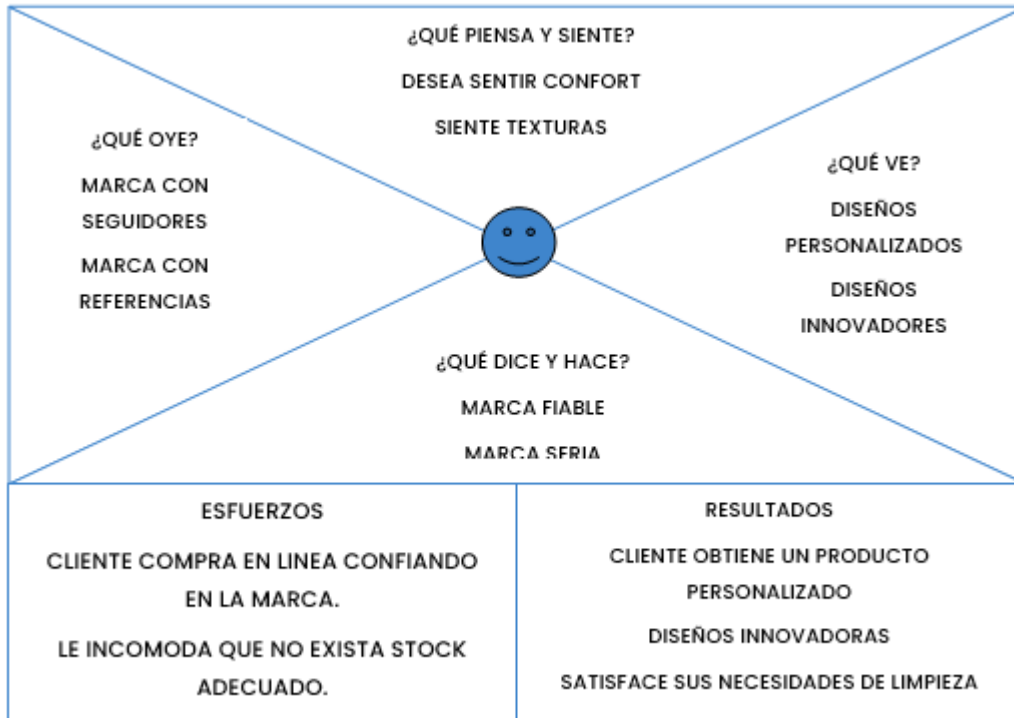 ¿QUÉ PIENSA Y SIENTE?
DESEA SENTIR CONFORT
SIENTE TEXTURAS
¿QUÉ OYE?
MARCA CON
SEGUIDORES
MARCA CON
REFERENCIAS
¿QUÉ VE?
DISEÑOS
PERSONALIZADOS
DISEÑOS
INNOVADORES
¿QUÉ DICE Y HACE?
MARCA FIABLE
MARCA SERIA
ESFUERZOS
CLIENTE COMPRA EN LINEA CONFIANDO
EN LA MARCA.
LE INCOMODA QUE NO EXISTA STOCK
ADECUADO.
RESULTADOS
CLIENTE OBTIENE UN PRODUCTO
PERSONALIZADO
DISEÑOS INNOVADORAS
SATISFACE SUS NECESIDADES DE LIMPIEZA